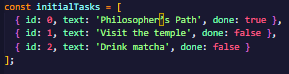 const initialTasks = [
  { id: 0, text: 'Philosopher’s Path', done: true },
  { id: 1, text: 'Visit the temple', done: false },
  { id: 2, text: 'Drink matcha', done: false }
];